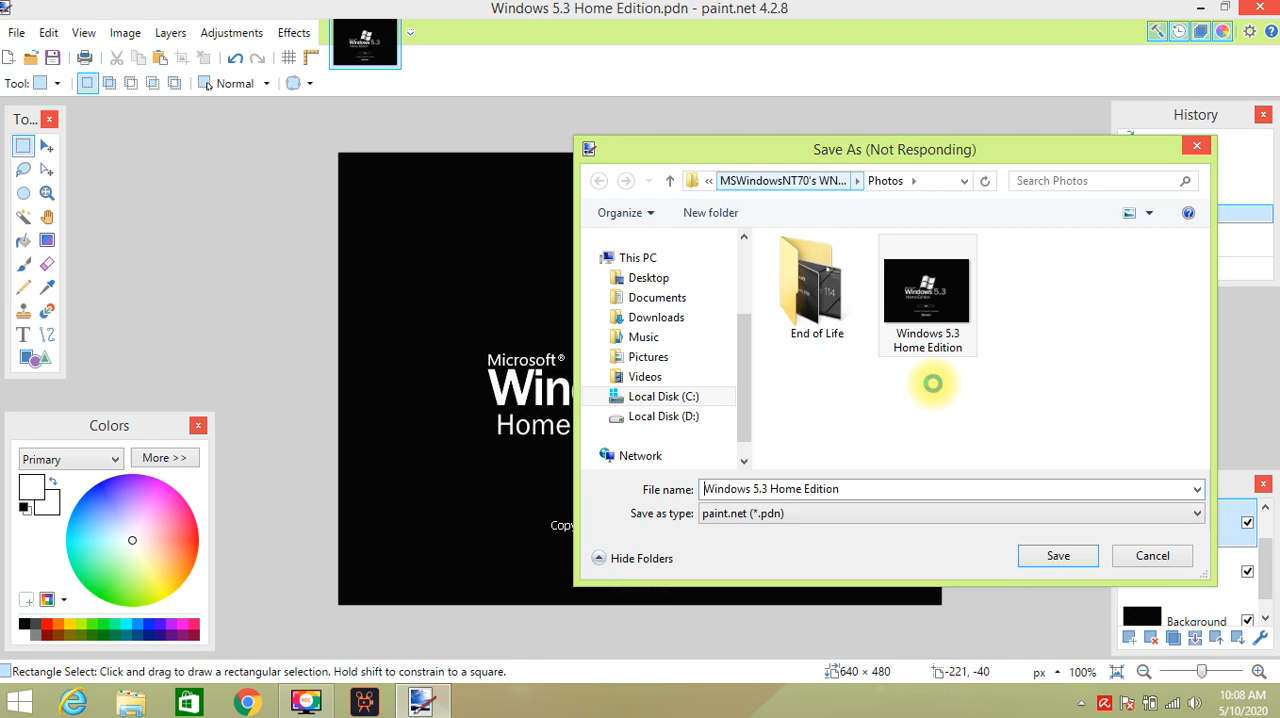 Windows 5.3 Home Edition.pdn - paint.net 4.2.8
File Edit View Image Layers Adjustments Effects
Tool: Normal
To...
History
Save As (Not Responding)
« MSWindowsNT70's WN... Photos Search Photos
Organize New folder
This PC
Desktop
Documents
Downloads
Music
Pictures
Videos
Local Disk (C:)
Local Disk (D:)
Network
End of Life
Windows 5.3
Home Edition
Microsoft®
Win
Home
Copy
File name: Windows 5.3 Home Edition
Save as type: paint.net (*.pdn)
Hide Folders Save Cancel
Colors
Primary More >>
Background
Rectangle Select: Click and drag to draw a rectangular selection. Hold shift to constrain to a square.
640 × 480 -221, -40 px 100%
10:08 AM
5/10/2020